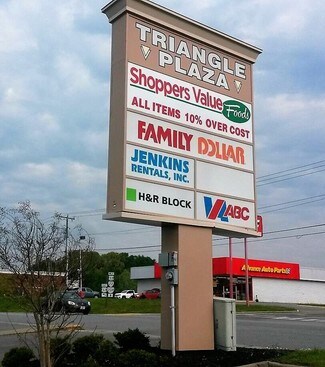 TRIANGLE
PLAZA
Shoppers Value
Foods
ALL ITEMS 10% OVER COST
FAMILY DOLLAR
JENKINS
RENTALS, INC.
H&R BLOCK
VA ABC
Advance Auto Parts